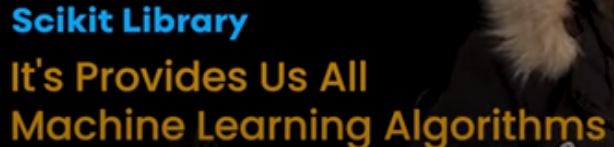 Scikit Library
It's Provides Us All
Machine Learning Algorithms